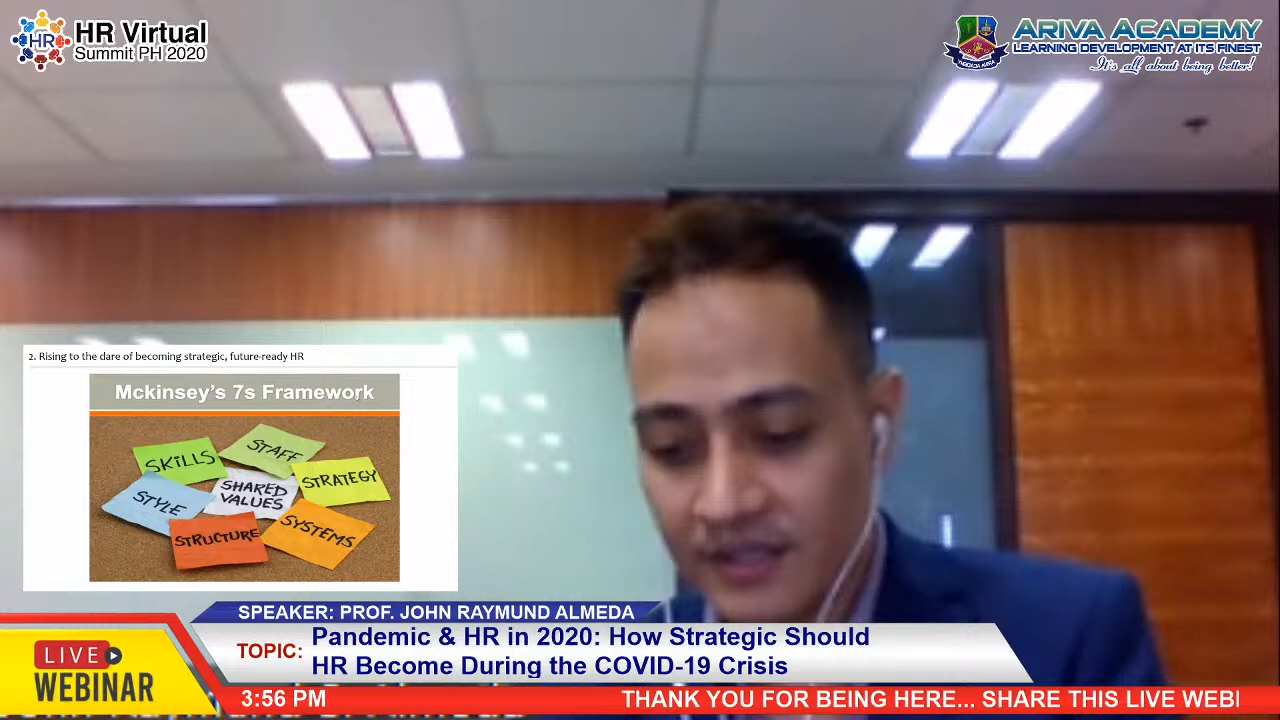 HR Virtual
Summit PH 2020
HR
ARIVA ACADEMY
LEARNING DEVELOPMENT AT ITS FINEST
It's all about being better!
2. Rising to the dare of becoming strategic, future-ready HR
Mckinsey's 7s Framework
SKILLS
STAFF
STRATEGY
SHARED
VALUES
STYLE
STRUCTURE
SYSTEMS
SPEAKER: PROF. JOHN RAYMUND ALMEDA
TOPIC: Pandemic & HR in 2020: How Strategic Should
HR Become During the COVID-19 Crisis
LIVE
WEBINAR
3:56 PM
THANK YOU FOR BEING HERE... SHARE THIS LIVE WEBI